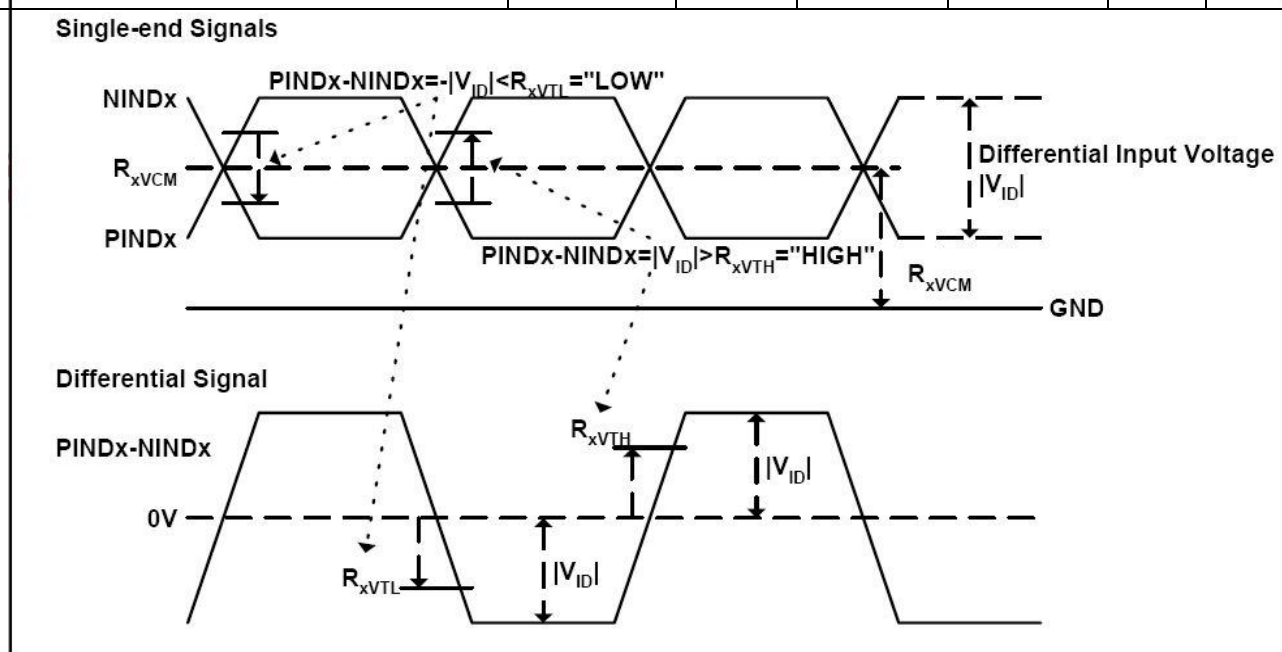 Single-end Signals
PINDx-NINDx=-|VID|<RxVTL="LOW"
NINDx
RxVCM
Differential Input Voltage
|VID|
PINDx
PINDx-NINDx=|VID|>RxVTH="HIGH"
RxVCM
GND
Differential Signal
RxVTH
PINDx-NINDx
|VID|
0V
RxVTL
|VID|